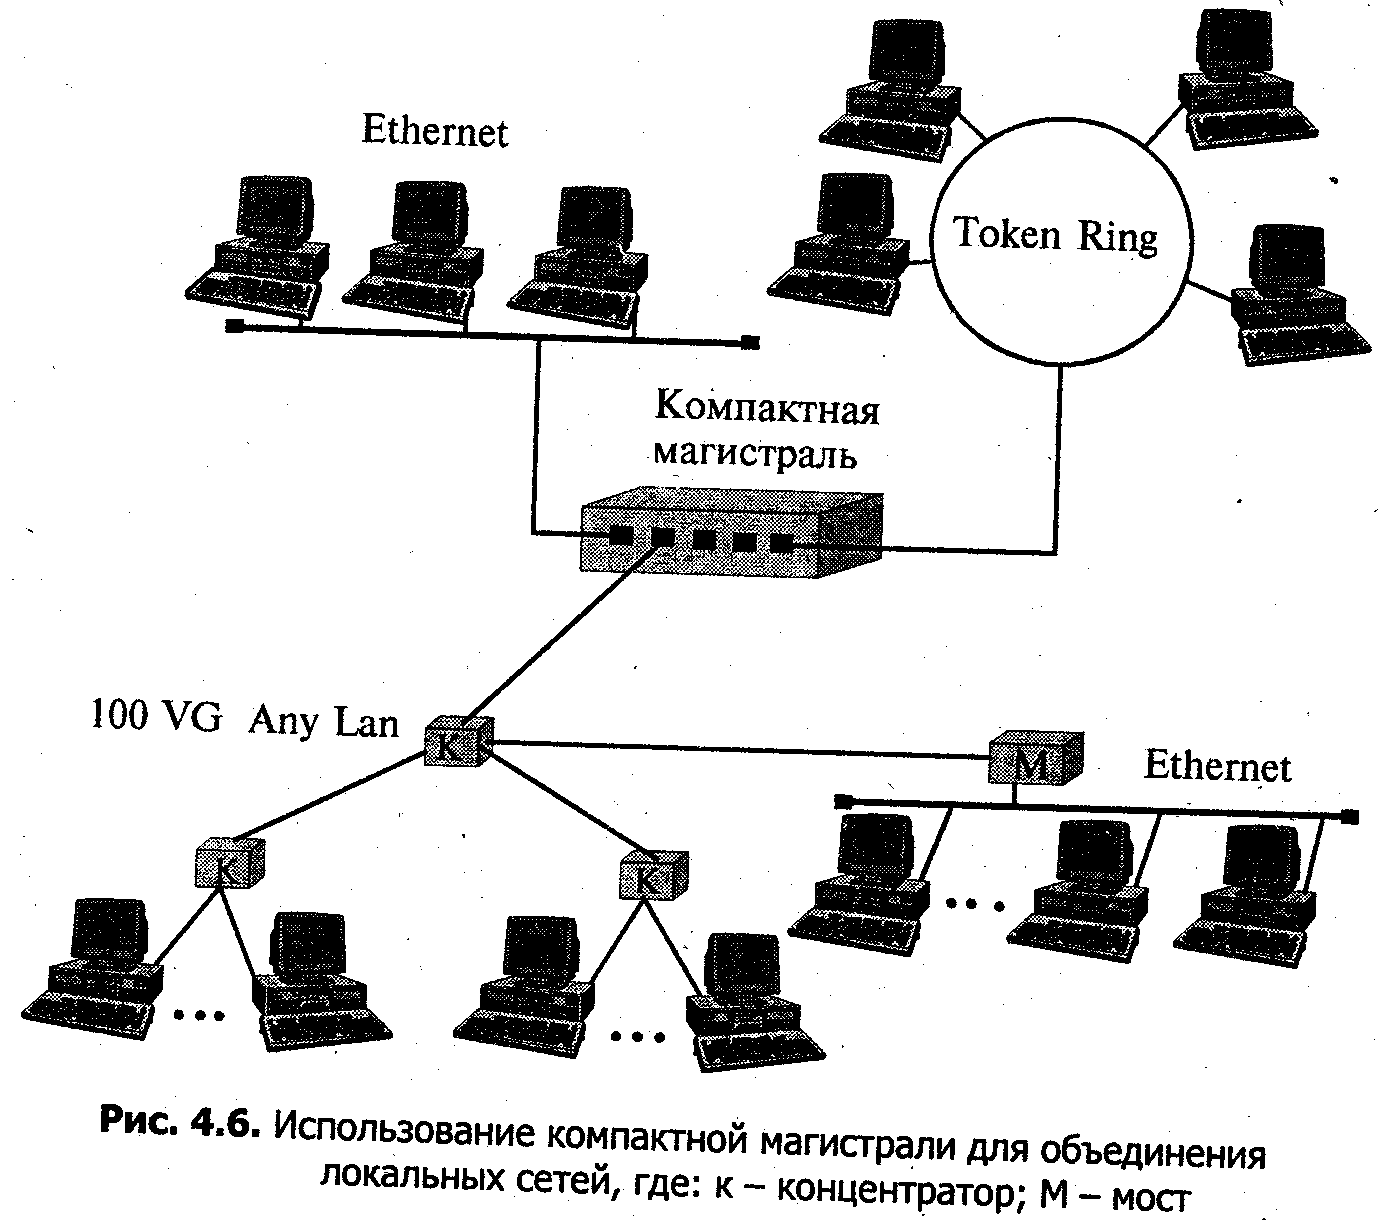 Ethernet
Token Ring
Компактная
магистраль
100 VG Any Lan
К
М
Ethernet
К
К
Рис. 4.6. Использование компактной магистрали для объединения
локальных сетей, где: к – концентратор; М – мост